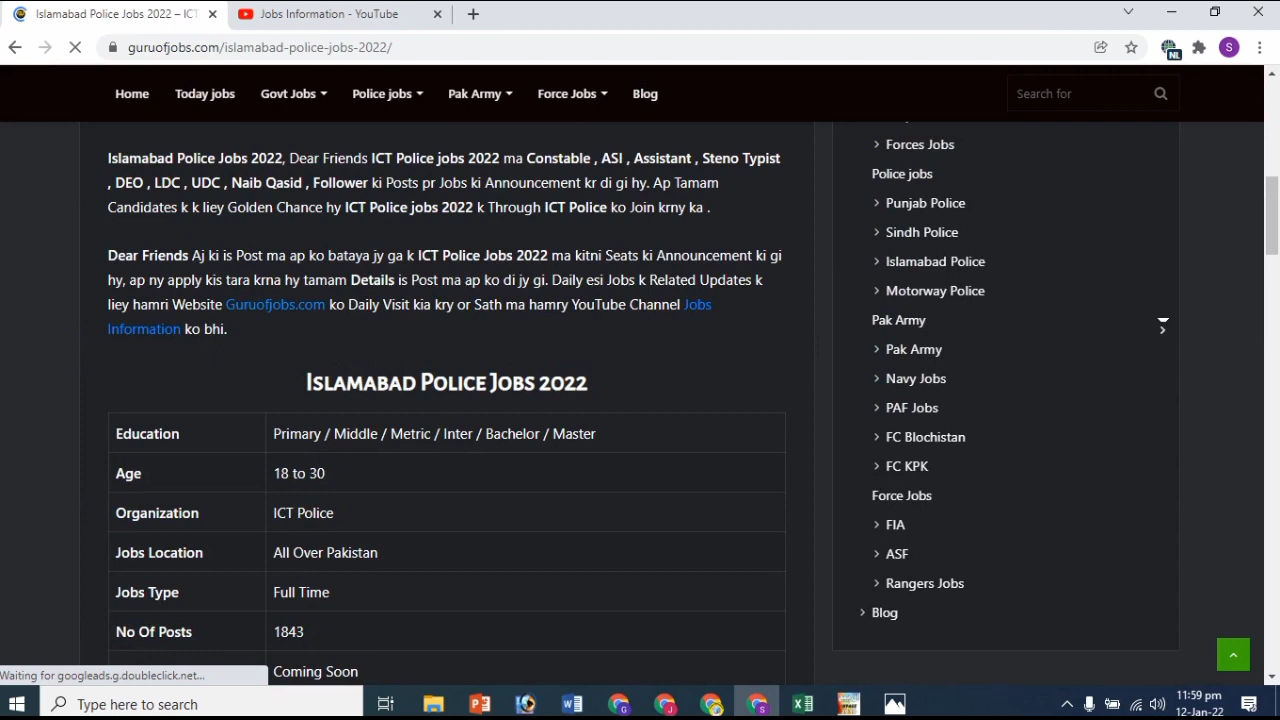 Islamabad Police Jobs 2022 – ICT
Jobs Information - YouTube
guruofjobs.com/islamabad-police-jobs-2022/
NL
S
Home Today jobs Govt Jobs Police jobs Pak Army Force Jobs Blog
Search for
Islamabad Police Jobs 2022, Dear Friends ICT Police jobs 2022 ma Constable , ASI , Assistant , Steno Typist
, DEO , LDC , UDC , Naib Qasid , Follower ki Posts pr Jobs ki Announcement kr di gi hy. Ap Tamam
Candidates k k liey Golden Chance hy ICT Police jobs 2022 k Through ICT Police ko Join krny ka .
Dear Friends Aj ki is Post ma ap ko bataya jy ga k ICT Police Jobs 2022 ma kitni Seats ki Announcement ki gi
hy, ap ny apply kis tara krna hy tamam Details is Post ma ap ko di jy gi. Daily esi Jobs k Related Updates k
liey hamri Website Guruofjobs.com ko Daily Visit kia kry or Sath ma hamry YouTube Channel Jobs
Information ko bhi.
Islamabad Police Jobs 2022
Education Primary / Middle / Metric / Inter / Bachelor / Master
Age 18 to 30
Organization ICT Police
Jobs Location All Over Pakistan
Jobs Type Full Time
No Of Posts 1843
Coming Soon
Forces Jobs
Police jobs
Punjab Police
Sindh Police
Islamabad Police
Motorway Police
Pak Army
Pak Army
Navy Jobs
PAF Jobs
FC Blochistan
FC KPK
Force Jobs
FIA
ASF
Rangers Jobs
Blog
Waiting for googleads.g.doubleclick.net...
Type here to search
11:59 pm
12-Jan-22